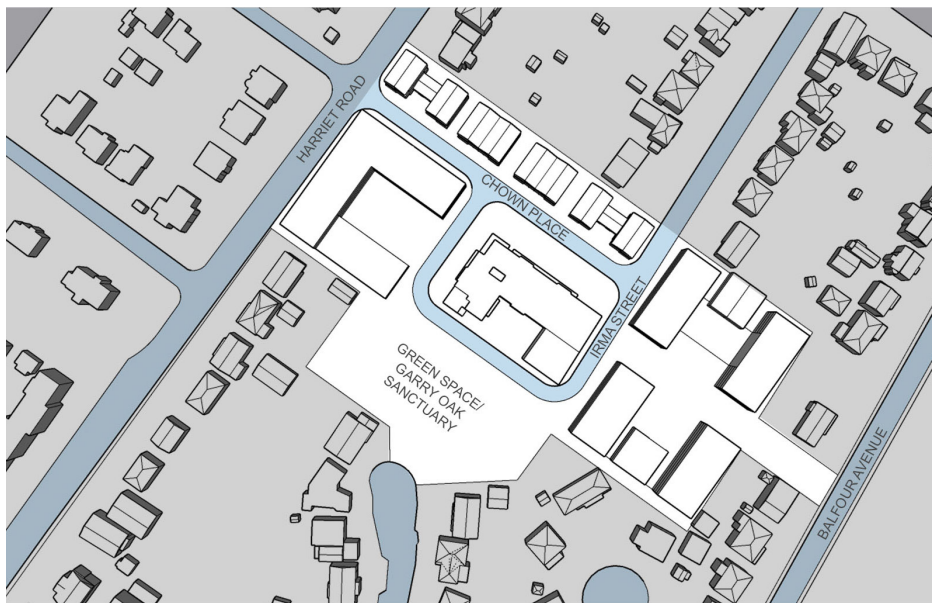 HARRIET ROAD
CHOWN PLACE
IRMA STREET
GREEN SPACE/
GARRY OAK
SANCTUARY
BALFOUR AVENUE